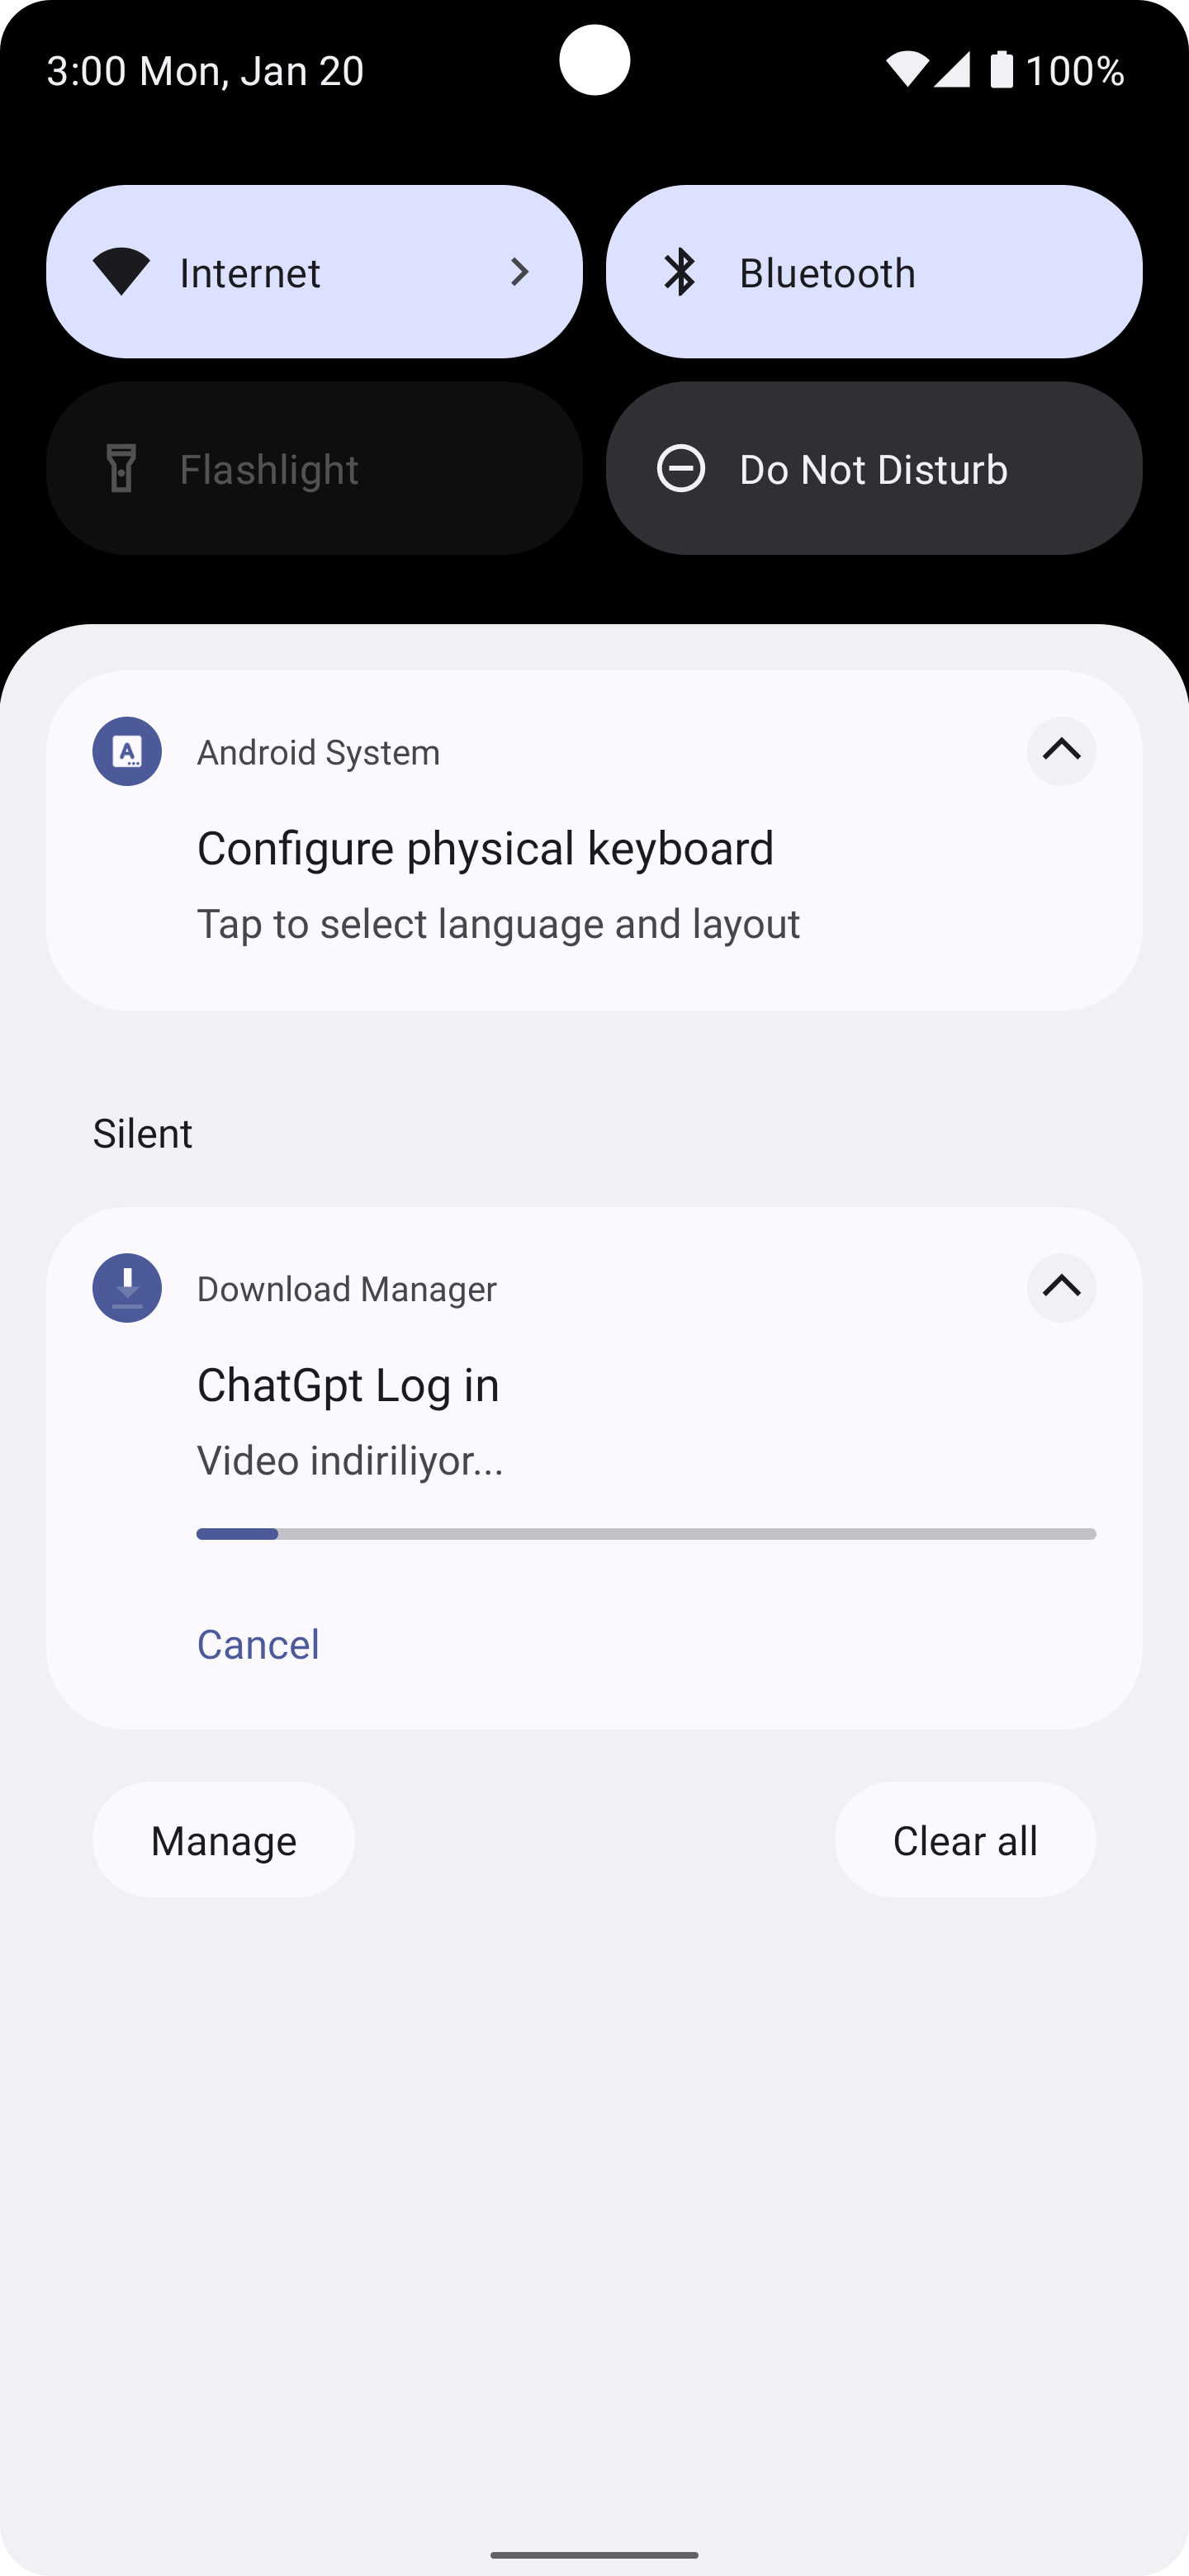 3:00 Mon, Jan 20
100%
Internet
Bluetooth
Flashlight
Do Not Disturb
Android System
Configure physical keyboard
Tap to select language and layout
Silent
Download Manager
ChatGpt Log in
Video indiriliyor...
Cancel
Manage
Clear all